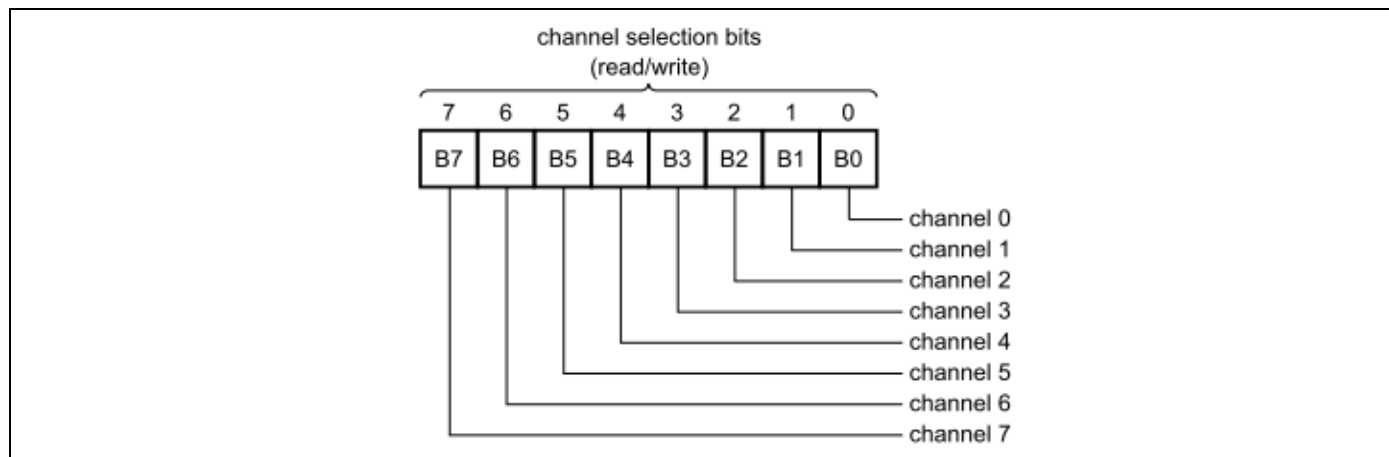 channel selection bits
(read/write)
7 6 5 4 3 2 1 0
B7 B6 B5 B4 B3 B2 B1 B0
channel 0
channel 1
channel 2
channel 3
channel 4
channel 5
channel 6
channel 7